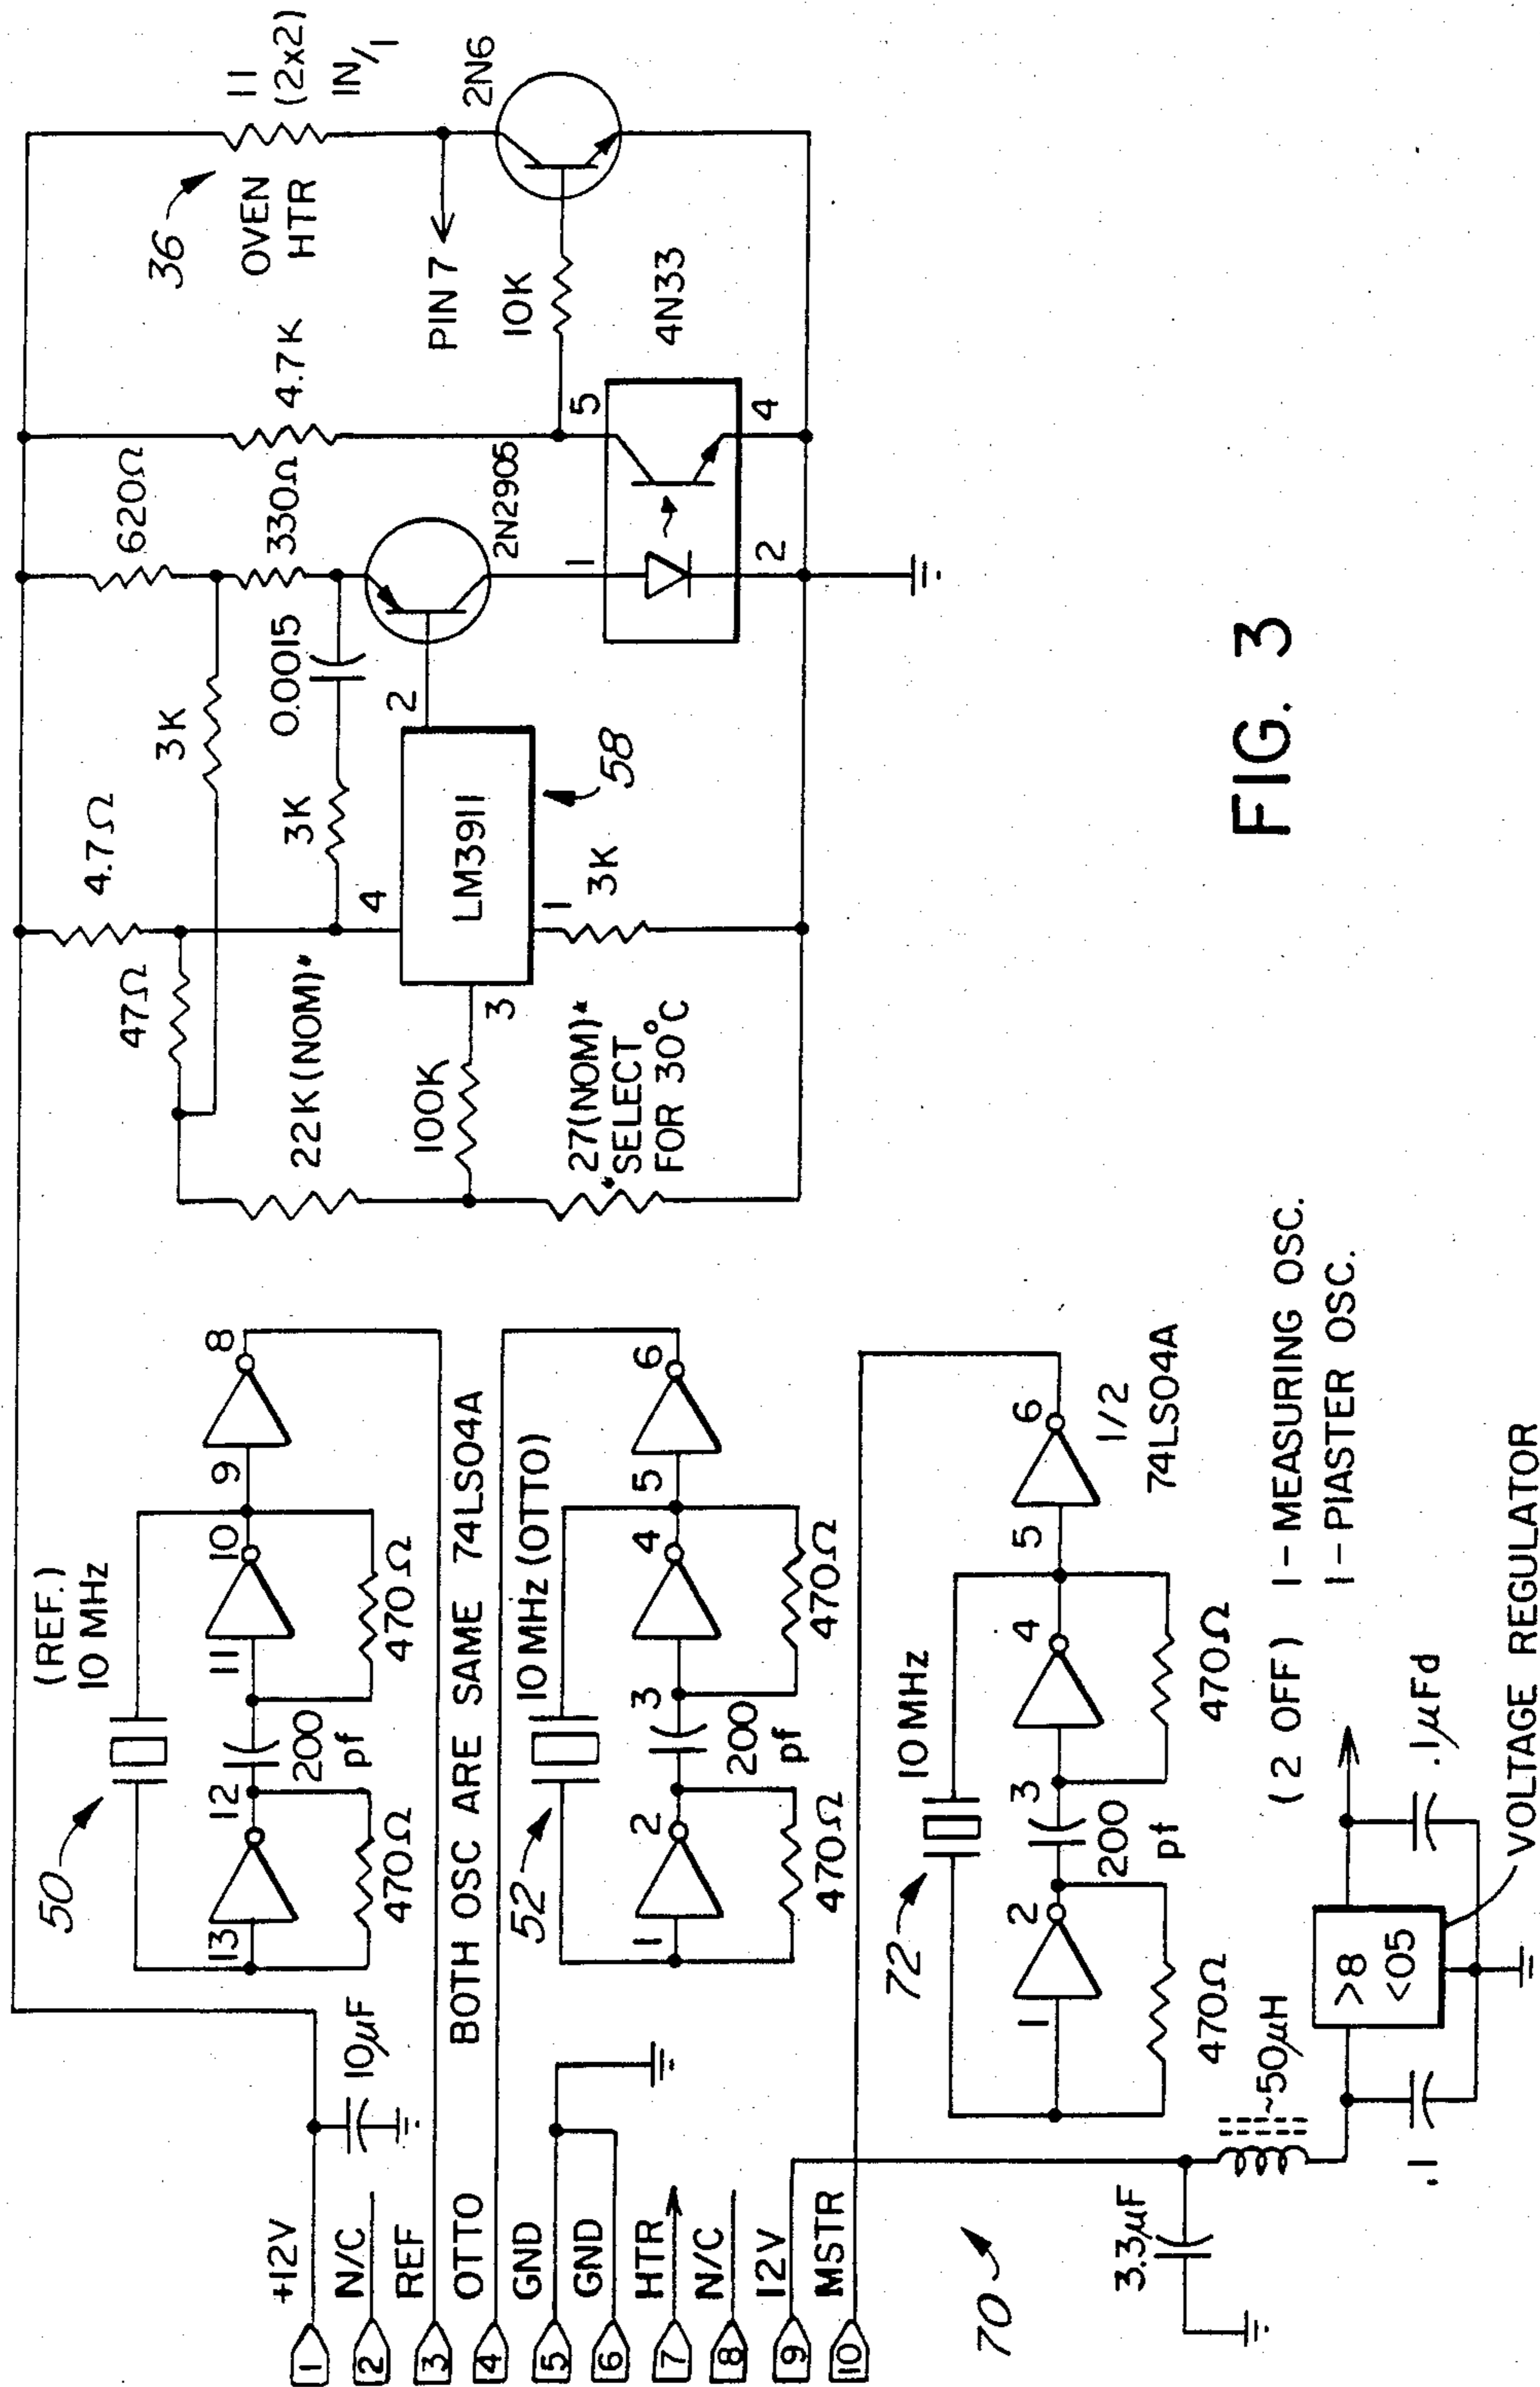 +12V
N/C
REF
OTTO
GND
GND
HTR
N/C
12V
MSTR
1
2
3
4
5
6
7
8
9
10
10µF
50
(REF.)
10 MHz
13
12
11
10
9
8
200
pf
470Ω
470Ω
BOTH OSC ARE SAME 74LS04A
52
10 MHz (OTTO)
1
2
3
4
5
6
200
pf
470Ω
470Ω
72
10 MHz
1
2
3
4
5
6
200
pf
470Ω
470Ω
1/2
74LS04A
70
3.3µF
~50µH
.1
>8
<05
.1µFd
VOLTAGE REGULATOR
(2 OFF) 1-MEASURING OSC.
1-PIASTER OSC.
47Ω
4.7Ω
22K (NOM)*
100K
27(NOM)*
* SELECT
FOR 30°C
3K
3K
0.0015
620Ω
330Ω
4
3
LM3911
2
1
3K
58
2N2905
4.7K
1
5
2
4
4N33
10K
PIN 7
36
OVEN
HTR
11
(2x2)
IN/1
2N6
FIG. 3